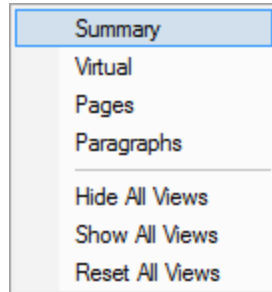 Summary
Virtual
Pages
Paragraphs
Hide All Views
Show All Views
Reset All Views